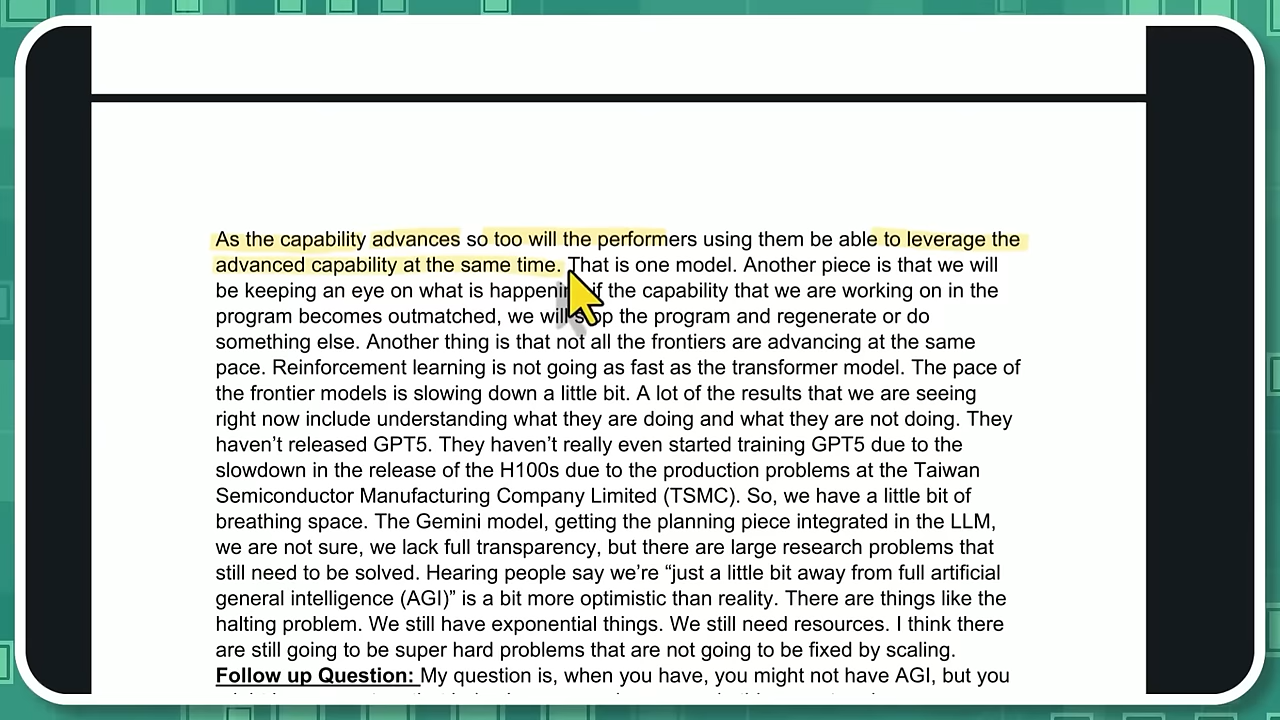 As the capability advances so too will the performers using them be able to leverage the
advanced capability at the same time. That is one model. Another piece is that we will
be keeping an eye on what is happening if the capability that we are working on in the
program becomes outmatched, we will stop the program and regenerate or do
something else. Another thing is that not all the frontiers are advancing at the same
pace. Reinforcement learning is not going as fast as the transformer model. The pace of
the frontier models is slowing down a little bit. A lot of the results that we are seeing
right now include understanding what they are doing and what they are not doing. They
haven’t released GPT5. They haven’t really even started training GPT5 due to the
slowdown in the release of the H100s due to the production problems at the Taiwan
Semiconductor Manufacturing Company Limited (TSMC). So, we have a little bit of
breathing space. The Gemini model, getting the planning piece integrated in the LLM,
we are not sure, we lack full transparency, but there are large research problems that
still need to be solved. Hearing people say we’re “just a little bit away from full artificial
general intelligence (AGI)” is a bit more optimistic than reality. There are things like the
halting problem. We still have exponential things. We still need resources. I think there
are still going to be super hard problems that are not going to be fixed by scaling.
Follow up Question: My question is, when you have, you might not have AGI, but you